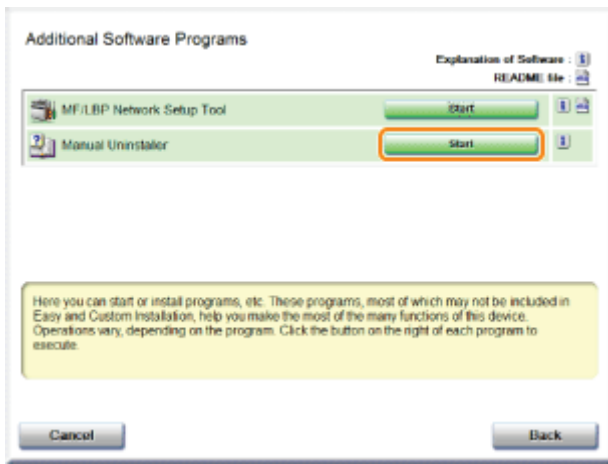 Additional Software Programs
Explanation of Software :
README file :
MF/LBP Network Setup Tool
Start
Manual Uninstaller
Start
Here you can start or install programs, etc. These programs, most of which may not be included in
Easy and Custom Installation, help you make the most of the many functions of this device.
Operations vary, depending on the program. Click the button on the right of each program to
execute.
Cancel
Back